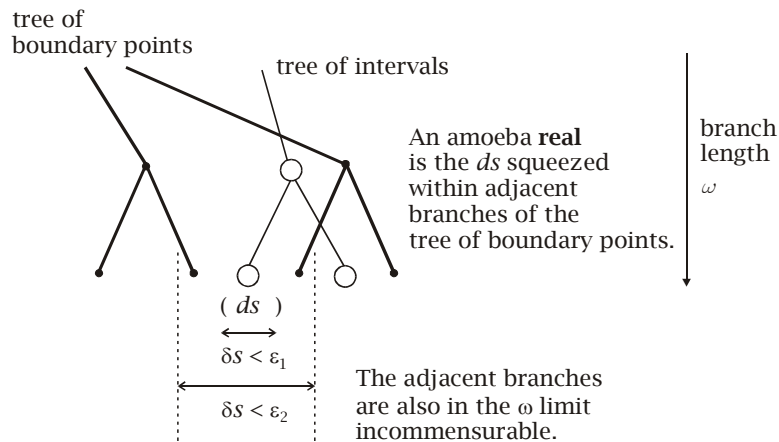 tree of
boundary points
tree of intervals
An amoeba real
is the ds squeezed
within adjacent
branches of the
tree of boundary points.
branch
length
ω
( ds )
δs < ε₁
δs < ε₂
The adjacent branches
are also in the ω limit
incommensurable.